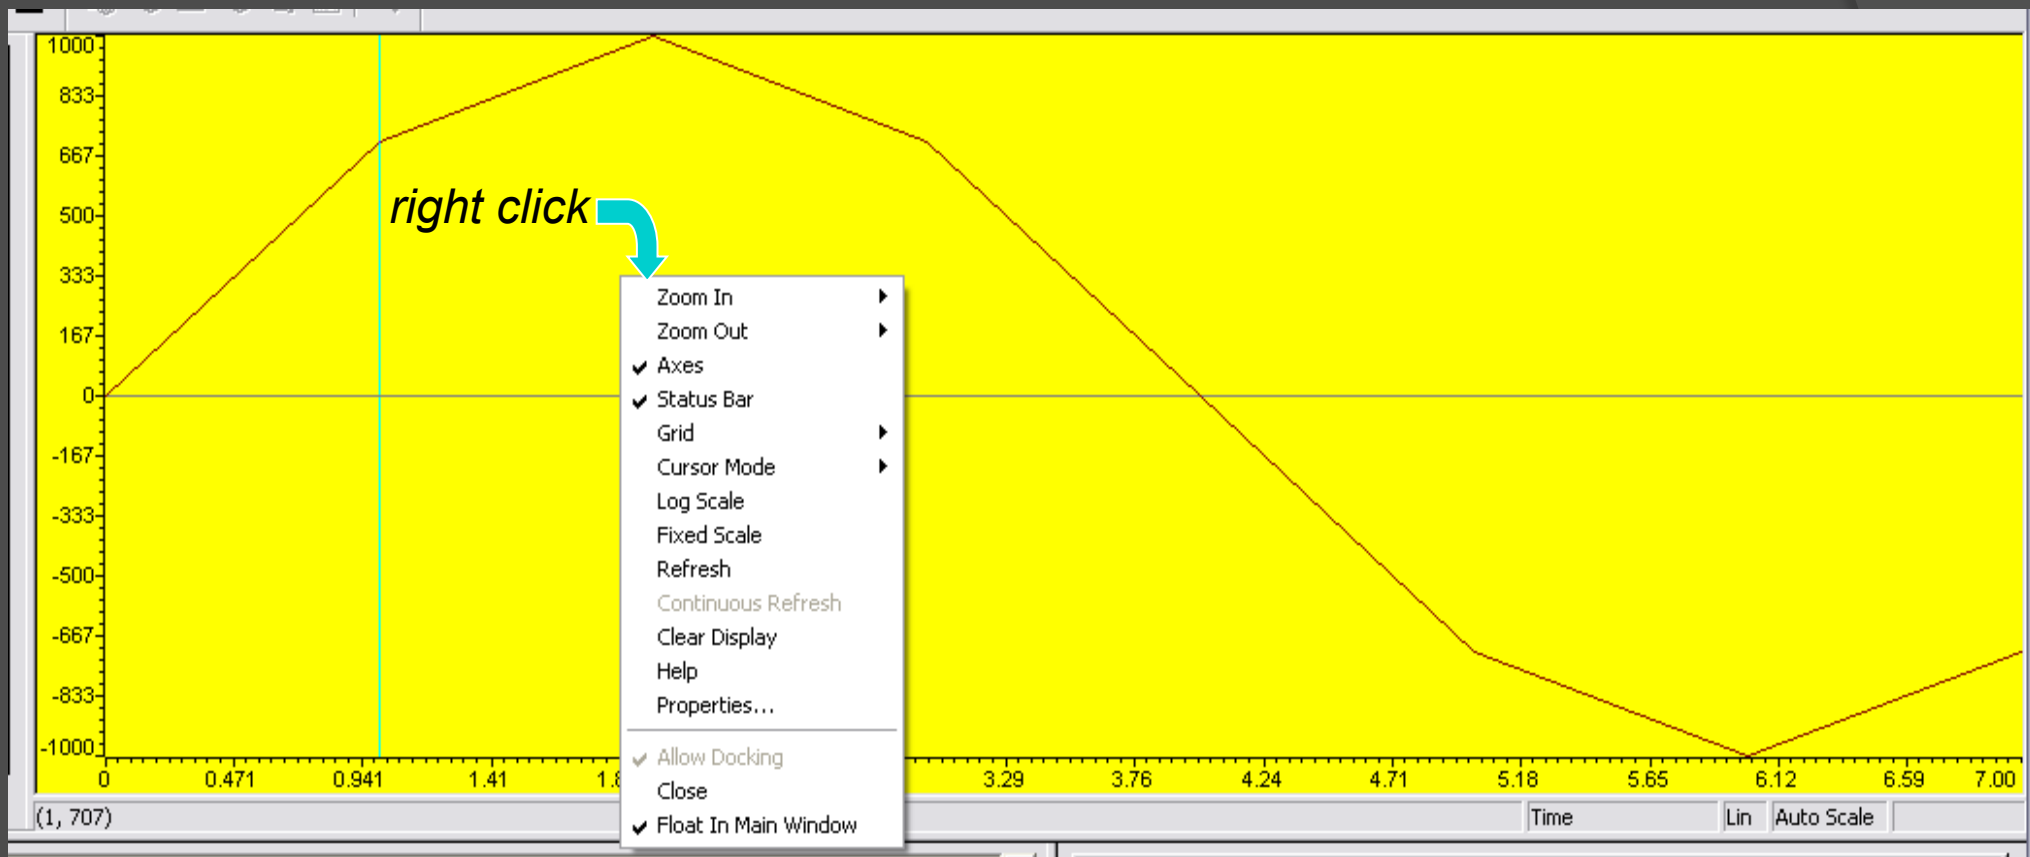 1000
833
667
500
333
167
0
-167
-333
-500
-667
-833
-1000
right click
Zoom In
Zoom Out
Axes
Status Bar
Grid
Cursor Mode
Log Scale
Fixed Scale
Refresh
Continuous Refresh
Clear Display
Help
Properties...
Allow Docking
Close
Float In Main Window
0 0.471 0.941 1.41 1.8 3.29 3.76 4.24 4.71 5.18 5.65 6.12 6.59 7.00
(1, 707) Time Lin Auto Scale